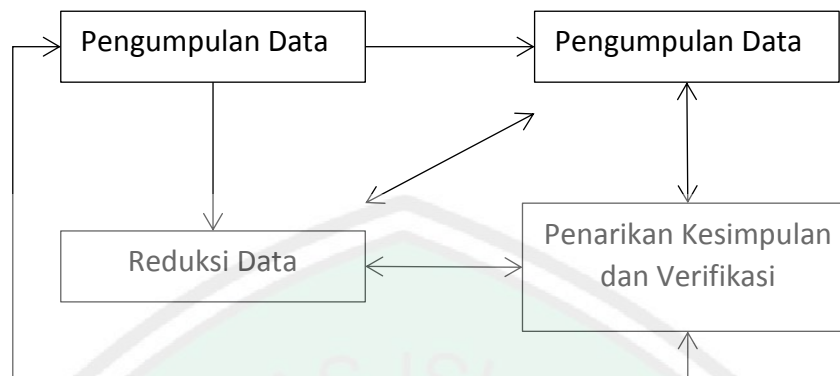 Pengumpulan Data
Pengumpulan Data
Reduksi Data
Penarikan Kesimpulan
dan Verifikasi